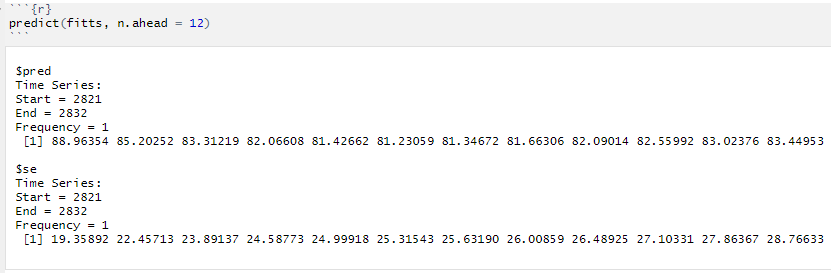 ```{r}
predict(fitts, n.ahead = 12)
```
$pred
Time Series:
Start = 2821
End = 2832
Frequency = 1
[1] 88.96354 85.20252 83.31219 82.06608 81.42662 81.23059 81.34672 81.66306 82.09014 82.55992 83.02376 83.44953
$se
Time Series:
Start = 2821
End = 2832
Frequency = 1
[1] 19.35892 22.45713 23.89137 24.58773 24.99918 25.31543 25.63190 26.00859 26.48925 27.10331 27.86367 28.76633